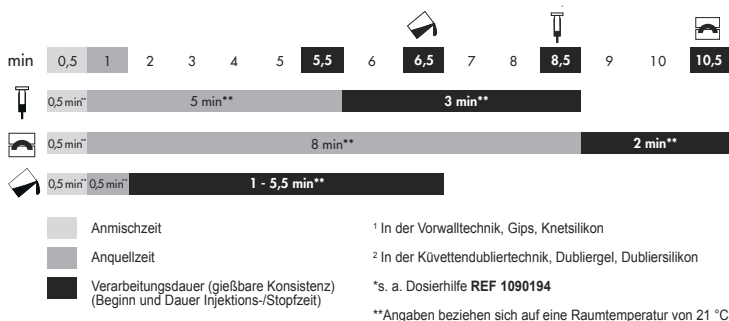 min 0,5 1 2 3 4 5 5,5 6 6,5 7 8 8,5 9 10 10,5
0,5 min** 5 min** 3 min**
0,5 min** 8 min** 2 min**
0,5 min** 0,5 min** 1 - 5,5 min**
Anmischzeit
Anquellzeit
Verarbeitungsdauer (gießbare Konsistenz)
(Beginn und Dauer Injektions-/Stopfzeit)
¹ In der Vorwalltechnik, Gips, Knetsilikon
² In der Küvettendubliertechnik, Dubliergel, Dubliersilikon
*s. a. Dosierhilfe REF 1090194
**Angaben beziehen sich auf eine Raumtemperatur von 21 °C